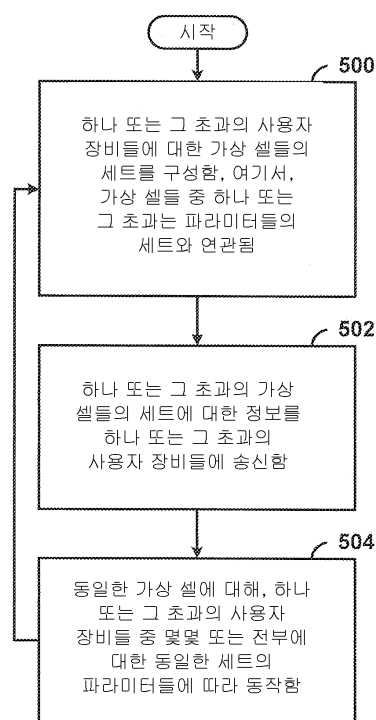 시작
500
하나 또는 그 초과의 사용자
장비들에 대한 가상 셀들의
세트를 구성함, 여기서,
가상 셀들 중 하나 또는
그 초과는 파라미터들의
세트와 연관됨
502
하나 또는 그 초과의 가상
셀들의 세트에 대한 정보를
하나 또는 그 초과의
사용자 장비들에 송신함
504
동일한 가상 셀에 대해, 하나
또는 그 초과의 사용자
장비들 중 몇몇 또는 전부에
대한 동일한 세트의
파라미터들에 따라 동작함